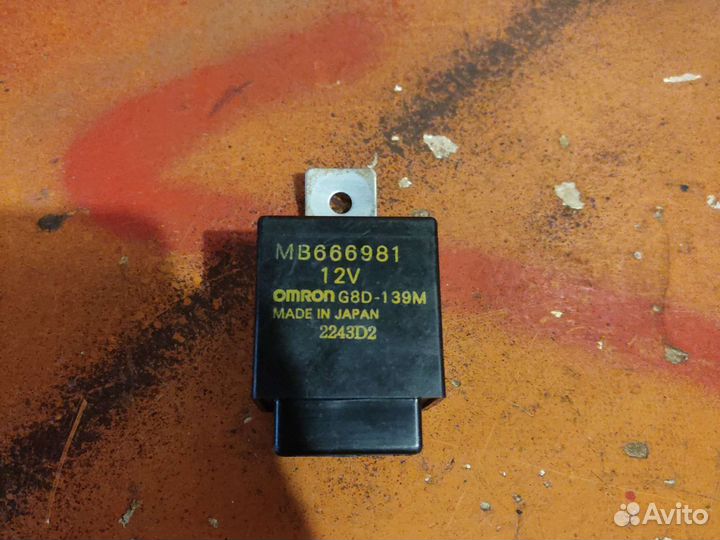 MB666981
12V
omron G8D-139M
MADE IN JAPAN
2243D2
Avito